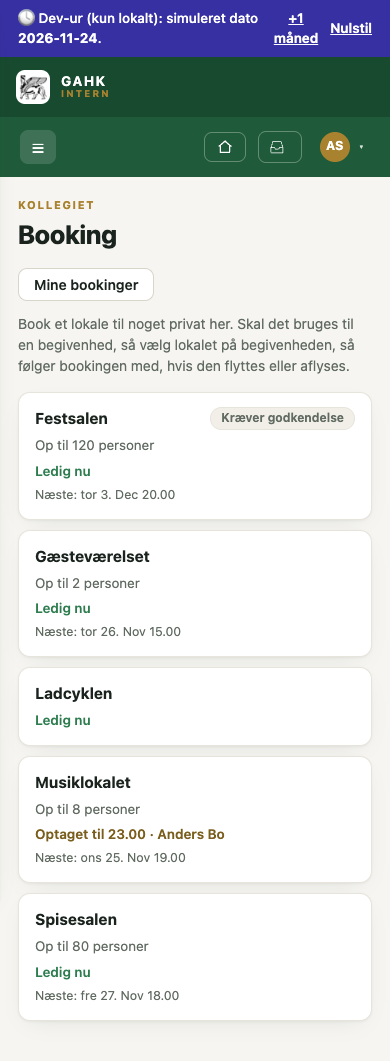 🕓 Dev-ur (kun lokalt): simuleret dato
2026-11-24.
+1
måned
Nulstil
GAHK
INTERN
AS
KOLLEGIET
Booking
Mine bookinger
Book et lokale til noget privat her. Skal det bruges til
en begivenhed, så vælg lokalet på begivenheden, så
følger bookingen med, hvis den flyttes eller aflyses.
Festsalen
Kræver godkendelse
Op til 120 personer
Ledig nu
Næste: tor 3. Dec 20.00
Gæsteværelset
Op til 2 personer
Ledig nu
Næste: tor 26. Nov 15.00
Ladcyklen
Ledig nu
Musiklokalet
Op til 8 personer
Optaget til 23.00 · Anders Bo
Næste: ons 25. Nov 19.00
Spisesalen
Op til 80 personer
Ledig nu
Næste: fre 27. Nov 18.00